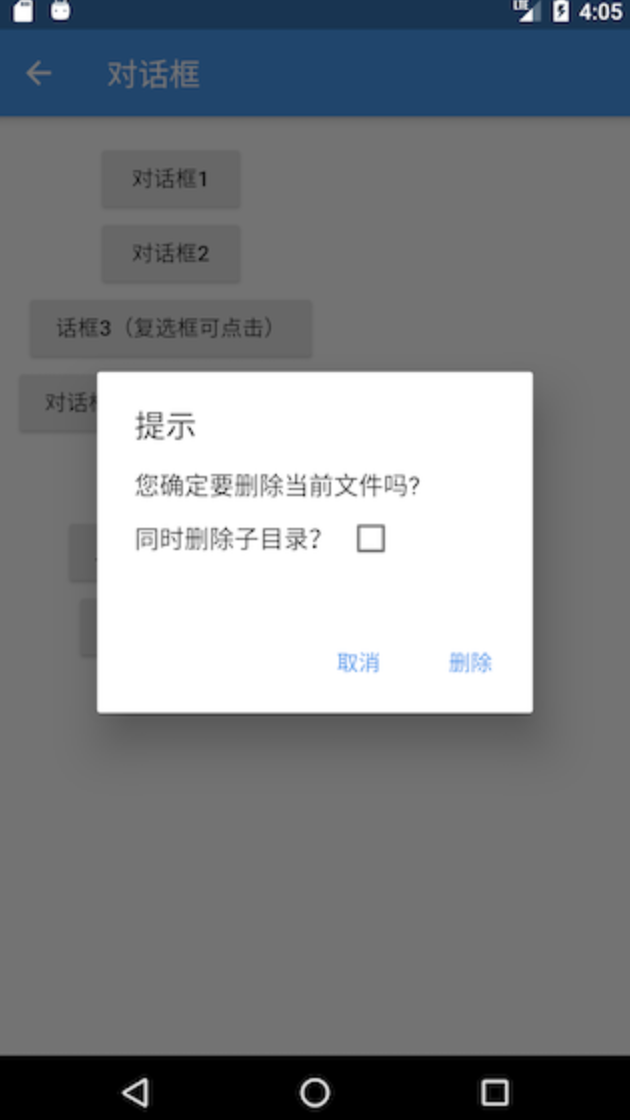 LTE 4:05
对话框
对话框1
对话框2
话框3（复选框可点击）
对话
提示
您确定要删除当前文件吗?
同时删除子目录?
取消 删除